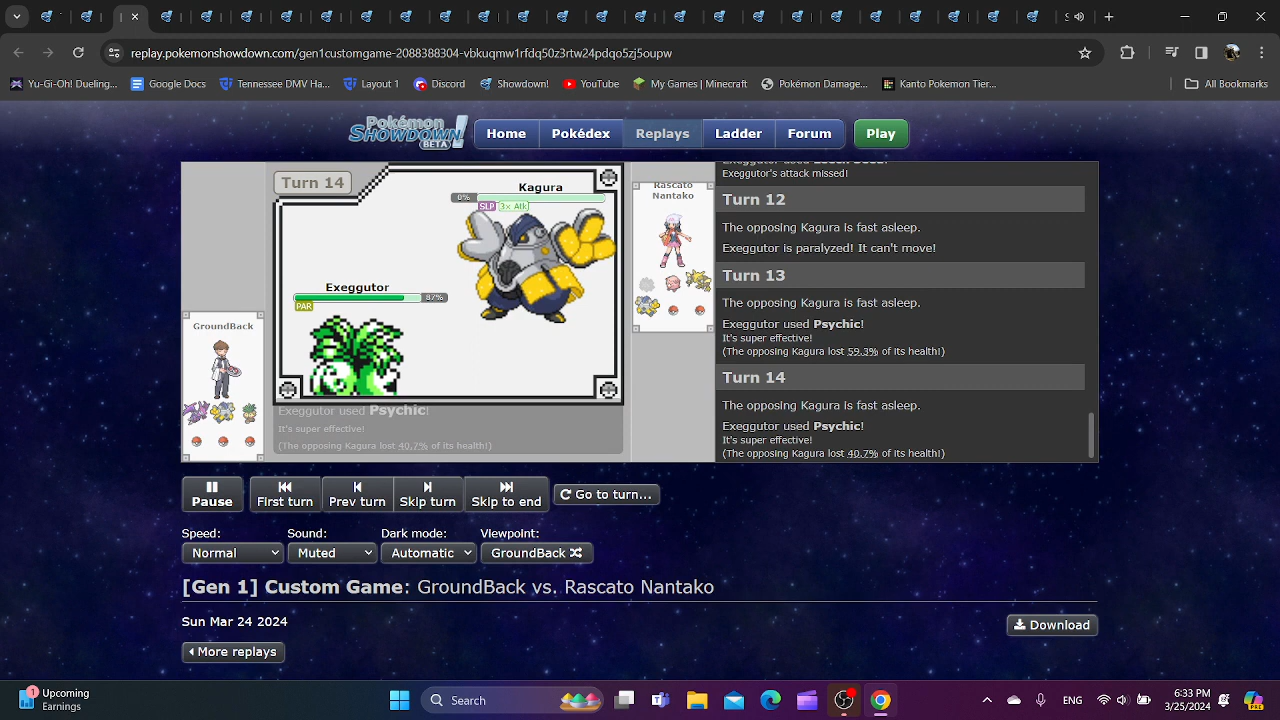 replay.pokemonshowdown.com/gen1customgame-2088388304-vbkuqmw1rfdq50z3rtw24pdqo5zj5oupw
Yu-Gi-Oh! Dueling...
Google Docs
Tennessee DMV Ha...
Layout 1
Discord
Showdown!
YouTube
My Games | Minecraft
Pokémon Damage...
Kanto Pokemon Tier...
All Bookmarks
Pokémon
SHOWDOWN!
BETA
Home
Pokédex
Replays
Ladder
Forum
Play
Turn 14
Kagura
0%
SLP
3× Atk
Exeggutor
87%
PAR
GroundBack
Exeggutor used Psychic!
It's super effective!
(The opposing Kagura lost 40.7% of its health!)
Rascato
Nantako
Exeggutor's attack missed!
Turn 12
The opposing Kagura is fast asleep.
Exeggutor is paralyzed! It can't move!
Turn 13
The opposing Kagura is fast asleep.
Exeggutor used Psychic!
It's super effective!
(The opposing Kagura lost 59.3% of its health!)
Turn 14
The opposing Kagura is fast asleep.
Exeggutor used Psychic!
It's super effective!
(The opposing Kagura lost 40.7% of its health!)
Pause
First turn
Prev turn
Skip turn
Skip to end
Go to turn...
Speed:
Sound:
Dark mode:
Viewpoint:
Normal
Muted
Automatic
GroundBack
[Gen 1] Custom Game: GroundBack vs. Rascato Nantako
Sun Mar 24 2024
Download
More replays
1
Upcoming
Earnings
Search
ENG
6:33 PM
3/25/2024
PRE